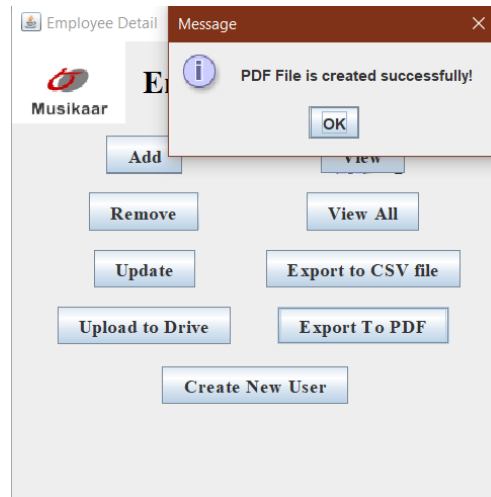 Employee Detail
Message
PDF File is created successfully!
OK
Musikaar
Add
View
Remove
View All
Update
Export to CSV file
Upload to Drive
Export To PDF
Create New User